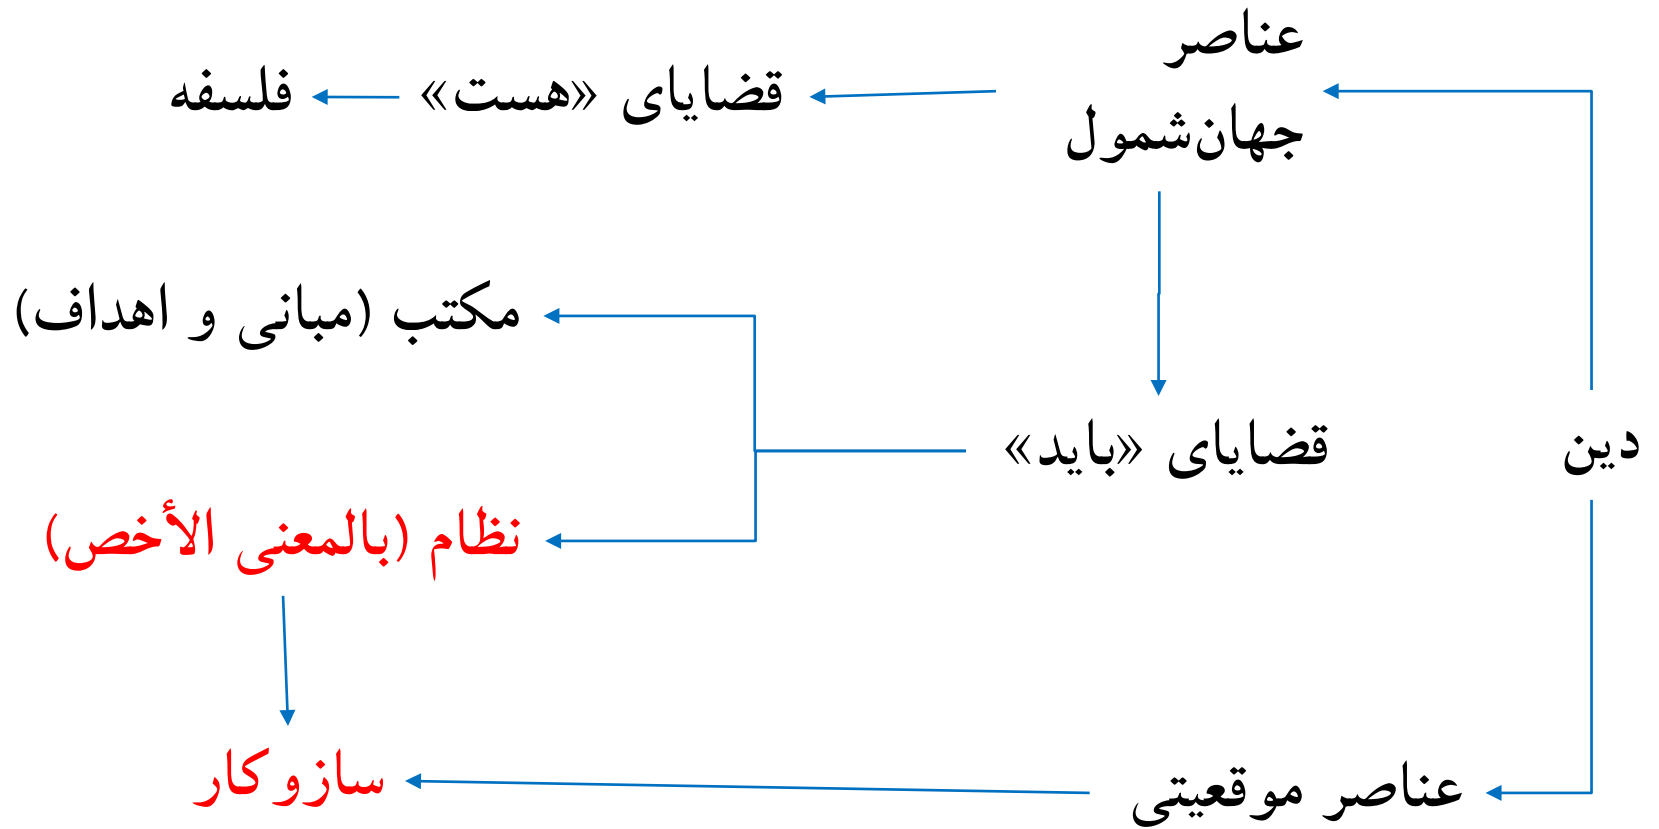 عناصر
جهان‌شمول
قضایای «هست»
فلسفه
مکتب (مبانی و اهداف)
دین
قضایای «باید»
نظام (بالمعنی الأخص)
عناصر موقعیتی
سازوکار